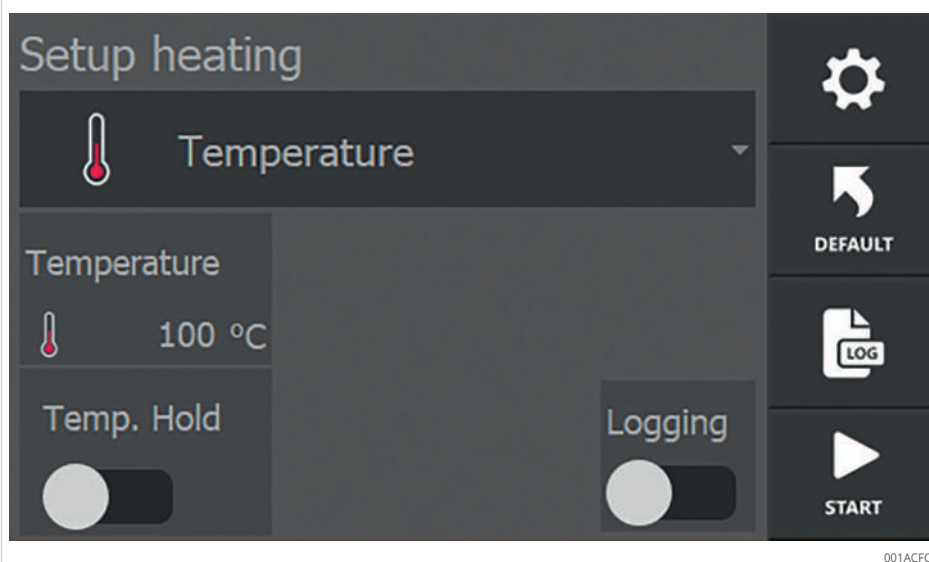 Setup heating
Temperature
Temperature
100 °C
Temp. Hold
Logging
DEFAULT
LOG
START
001ACFC